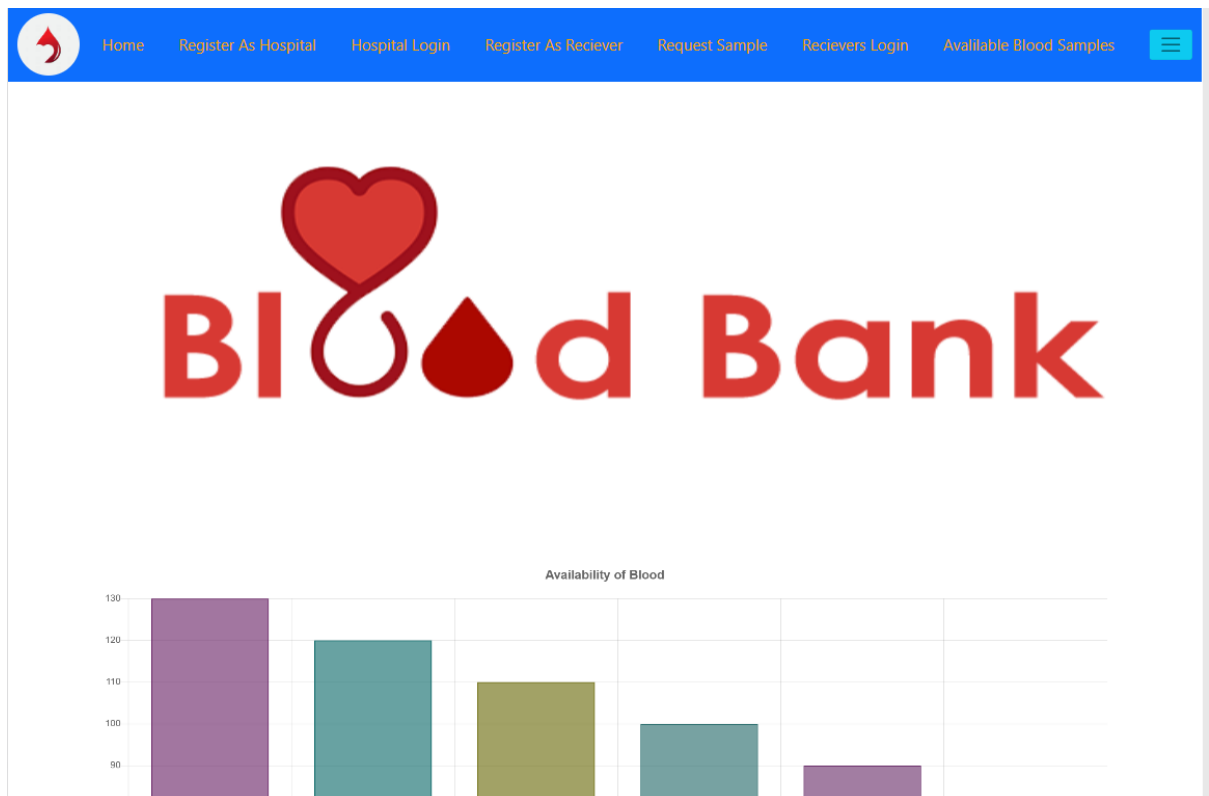 Home Register As Hospital Hospital Login Register As Reciever Request Sample Recievers Login Avalilable Blood Samples
Blood Bank
Availability of Blood
130
120
110
100
90